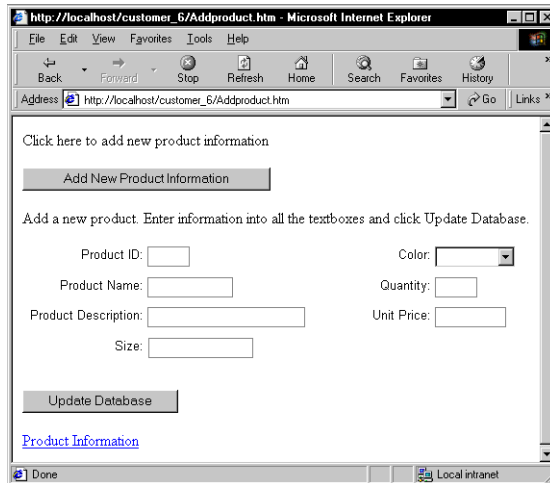 http://localhost/customer_6/Addproduct.htm - Microsoft Internet Explorer
File Edit View Favorites Tools Help
Back Forward Stop Refresh Home Search Favorites History »
Address http://localhost/customer_6/Addproduct.htm Go Links »
Click here to add new product information
Add New Product Information
Add a new product. Enter information into all the textboxes and click Update Database.
Product ID: Color:
Product Name: Quantity:
Product Description: Unit Price:
Size:
Update Database
Product Information
Done Local intranet